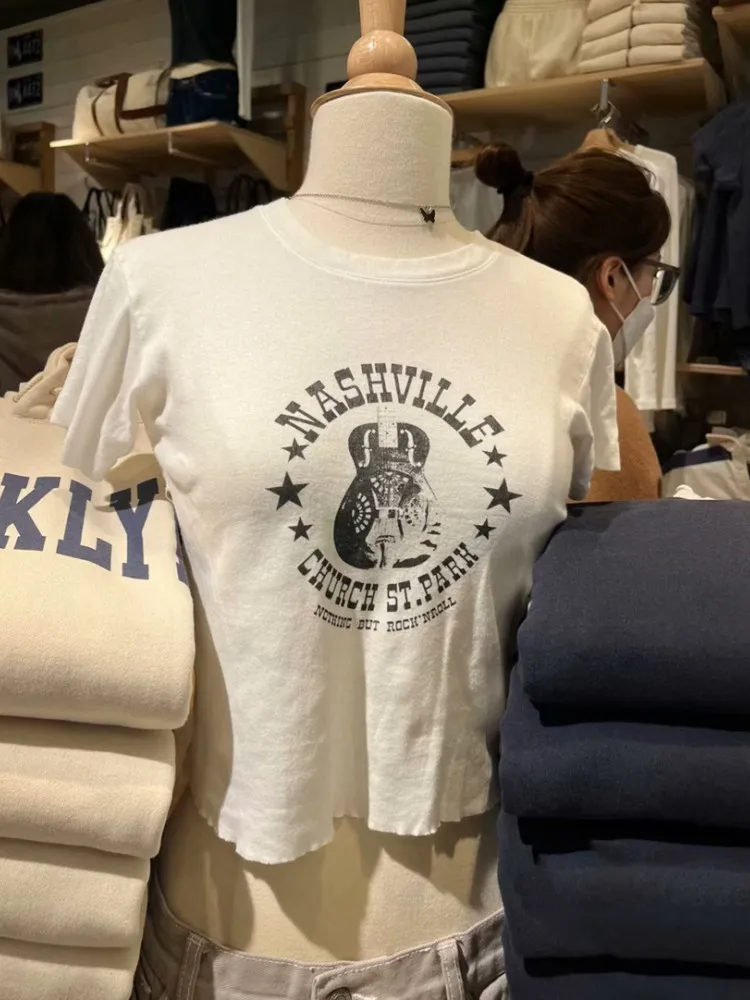 NASHVILLE
CHURCH ST. PARK
NOTHING BUT ROCK'N ROLL
KLY